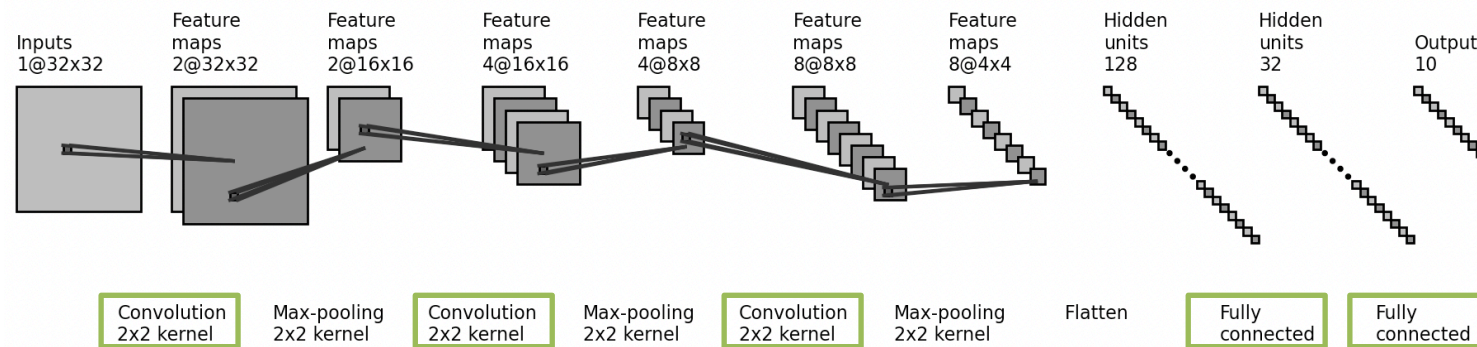 Inputs
1@32x32
Feature
maps
2@32x32
Feature
maps
2@16x16
Feature
maps
4@16x16
Feature
maps
4@8x8
Feature
maps
8@8x8
Feature
maps
8@4x4
Hidden
units
128
Hidden
units
32
Output
10
Convolution
2x2 kernel
Max-pooling
2x2 kernel
Convolution
2x2 kernel
Max-pooling
2x2 kernel
Convolution
2x2 kernel
Max-pooling
2x2 kernel
Flatten
Fully
connected
Fully
connected